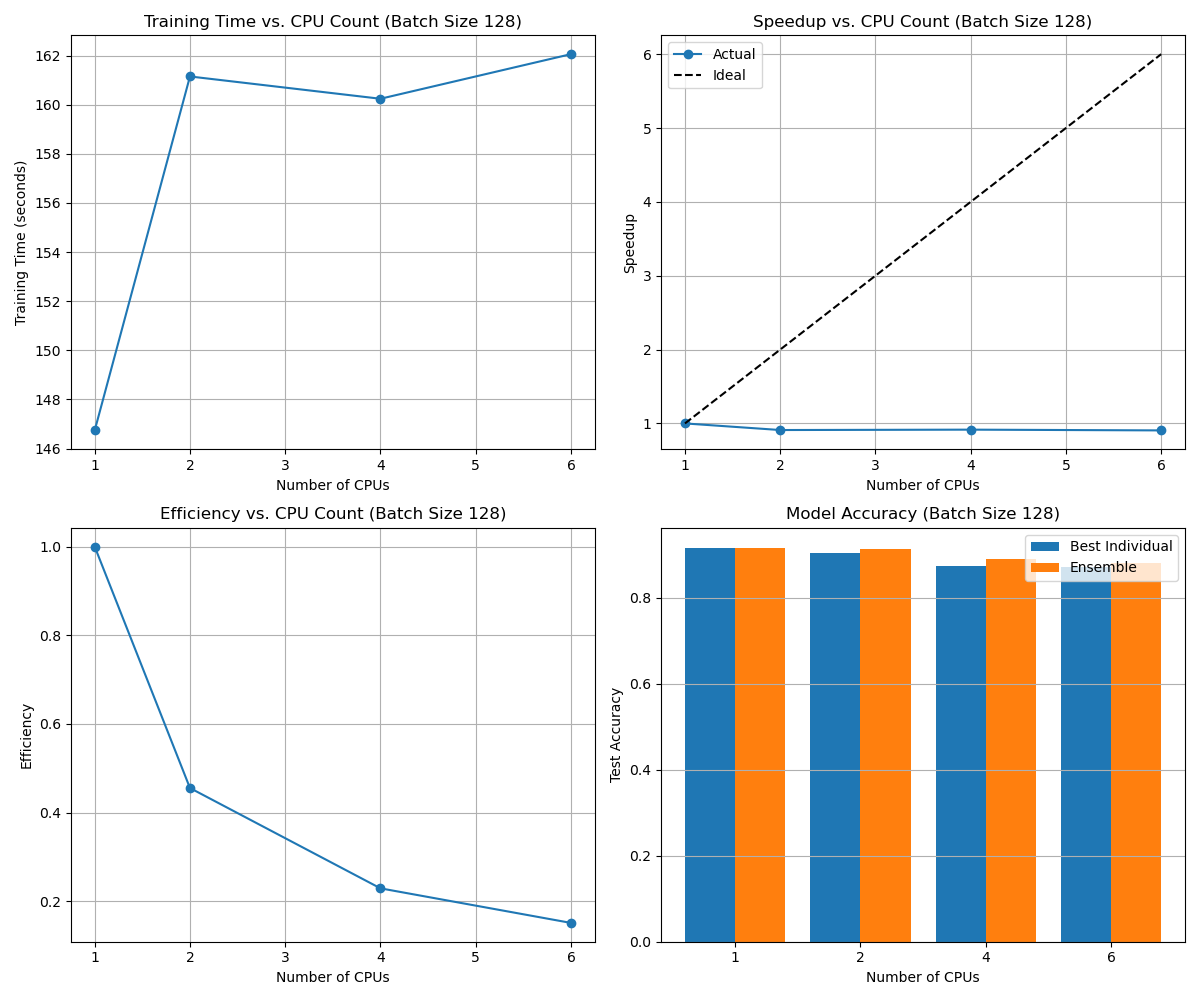 Training Time vs. CPU Count (Batch Size 128)
162
160
158
156
154
152
150
148
146
Training Time (seconds)
1 2 3 4 5 6
Number of CPUs
Speedup vs. CPU Count (Batch Size 128)
Actual
Ideal
6
5
4
3
2
1
Speedup
1 2 3 4 5 6
Number of CPUs
Efficiency vs. CPU Count (Batch Size 128)
1.0
0.8
0.6
0.4
0.2
Efficiency
1 2 3 4 5 6
Number of CPUs
Model Accuracy (Batch Size 128)
Best Individual
Ensemble
0.8
0.6
0.4
0.2
0.0
Test Accuracy
1 2 4 6
Number of CPUs